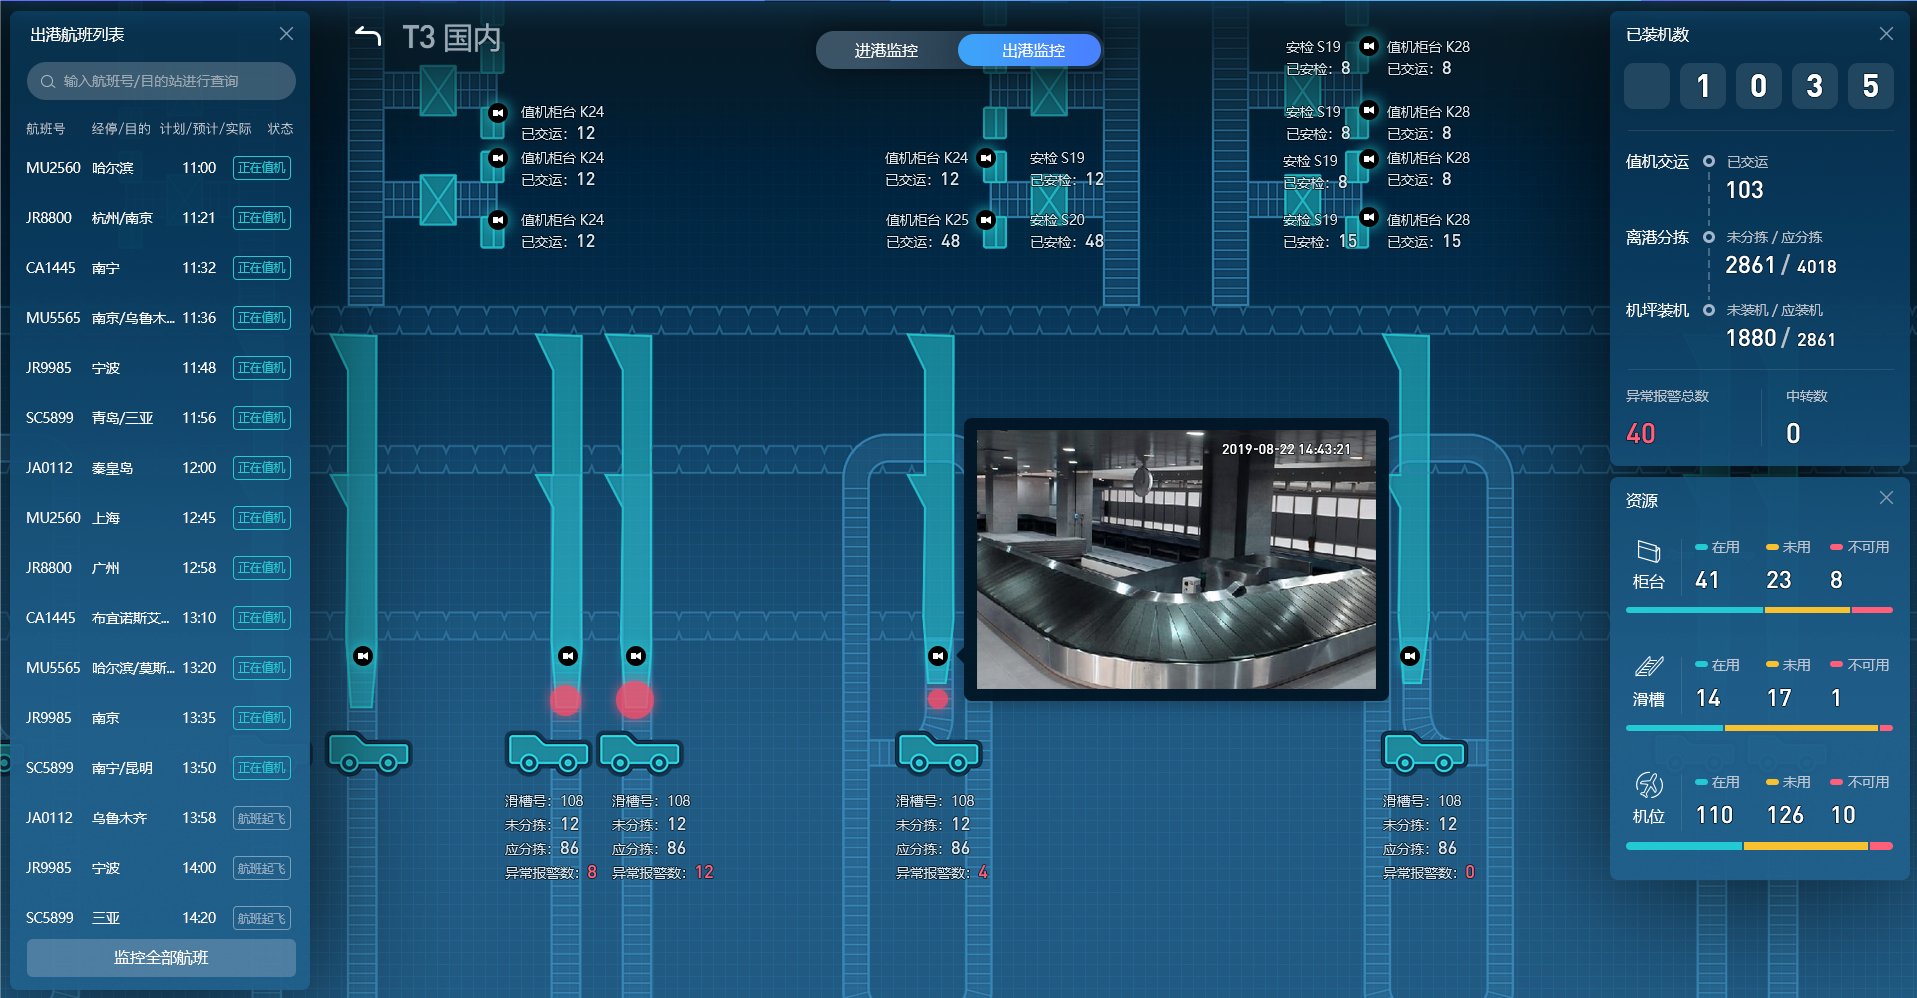 出港航班列表
输入航班号/目的站进行查询
航班号 经停/目的 计划/预计/实际 状态
MU2560 哈尔滨 11:00 正在值机
JR8800 杭州/南京 11:21 正在值机
CA1445 南宁 11:32 正在值机
MU5565 南京/乌鲁木... 11:36 正在值机
JR9985 宁波 11:48 正在值机
SC5899 青岛/三亚 11:56 正在值机
JA0112 秦皇岛 12:00 正在值机
MU2560 上海 12:45 正在值机
JR8800 广州 12:58 正在值机
CA1445 布宜诺斯艾... 13:10 正在值机
MU5565 哈尔滨/莫斯... 13:20 正在值机
JR9985 南京 13:35 正在值机
SC5899 南宁/昆明 13:50 正在值机
JA0112 乌鲁木齐 13:58 航班起飞
JR9985 宁波 14:00 航班起飞
SC5899 三亚 14:20 航班起飞
监控全部航班
T3 国内
进港监控 出港监控
值机柜台 K24
已交运：12
值机柜台 K24
已交运：12
值机柜台 K24
已交运：12
值机柜台 K24 安检 S19
已交运：12 已安检：12
值机柜台 K25 安检 S20
已交运：48 已安检：48
安检 S19 值机柜台 K28
已安检：8 已交运：8
安检 S19 值机柜台 K28
已安检：8 已交运：8
安检 S19 值机柜台 K28
已安检：8 已交运：8
安检 S19 值机柜台 K28
已安检：15 已交运：15
2019-08-22 14:43:21
滑槽号：108
未分拣：12
应分拣：86
异常报警数：8
滑槽号：108
未分拣：12
应分拣：86
异常报警数：12
滑槽号：108
未分拣：12
应分拣：86
异常报警数：4
滑槽号：108
未分拣：12
应分拣：86
异常报警数：0
已装机数
1 0 3 5
值机交运 已交运
103
离港分拣 未分拣 / 应分拣
2861 / 4018
机坪装机 未装机 / 应装机
1880 / 2861
异常报警总数 中转数
40 0
资源
在用 未用 不可用
柜台 41 23 8
在用 未用 不可用
滑槽 14 17 1
在用 未用 不可用
机位 110 126 10